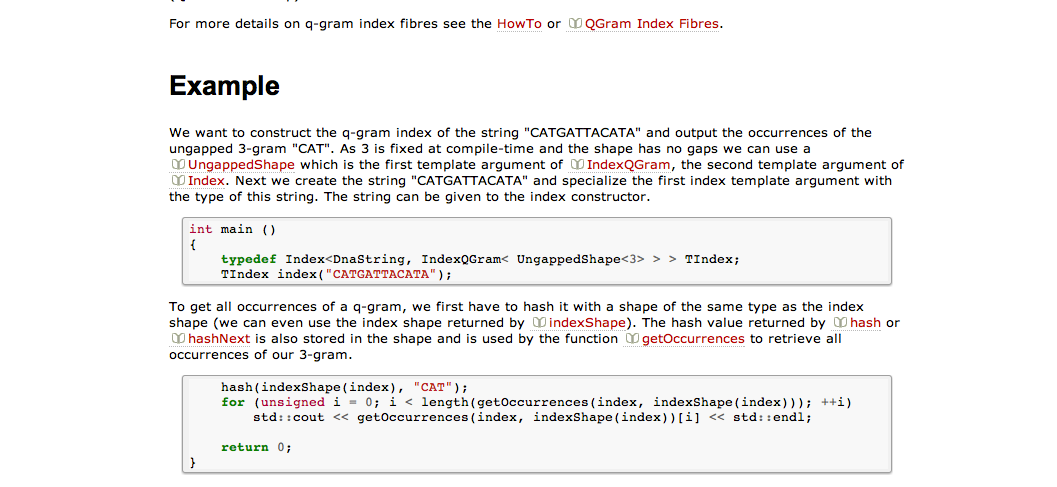 For more details on q-gram index fibres see the HowTo or QGram Index Fibres.
Example
We want to construct the q-gram index of the string "CATGATTACATA" and output the occurrences of the
ungapped 3-gram "CAT". As 3 is fixed at compile-time and the shape has no gaps we can use a
UngappedShape which is the first template argument of IndexQGram, the second template argument of
Index. Next we create the string "CATGATTACATA" and specialize the first index template argument with
the type of this string. The string can be given to the index constructor.
int main ()
{
    typedef Index<DnaString, IndexQGram< UngappedShape<3> > > TIndex;
    TIndex index("CATGATTACATA");
To get all occurrences of a q-gram, we first have to hash it with a shape of the same type as the index
shape (we can even use the index shape returned by indexShape). The hash value returned by hash or
hashNext is also stored in the shape and is used by the function getOccurrences to retrieve all
occurrences of our 3-gram.
    hash(indexShape(index), "CAT");
    for (unsigned i = 0; i < length(getOccurrences(index, indexShape(index))); ++i)
        std::cout << getOccurrences(index, indexShape(index))[i] << std::endl;
    return 0;
}